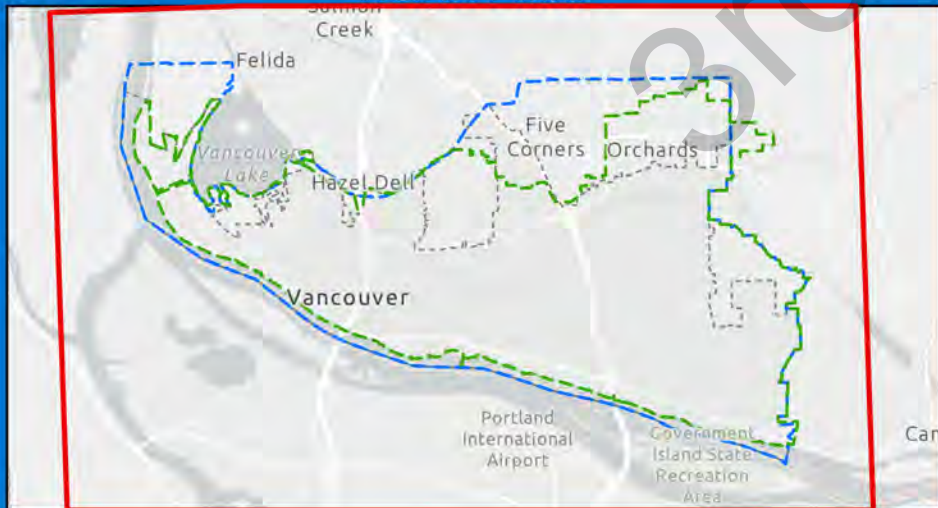 Salmon
Creek
3r
Felida
Five
Corners
Orchards
Vancouver
Lake
Hazel Dell
Vancouver
Portland
International
Airport
Government
Island State
Recreation
Area